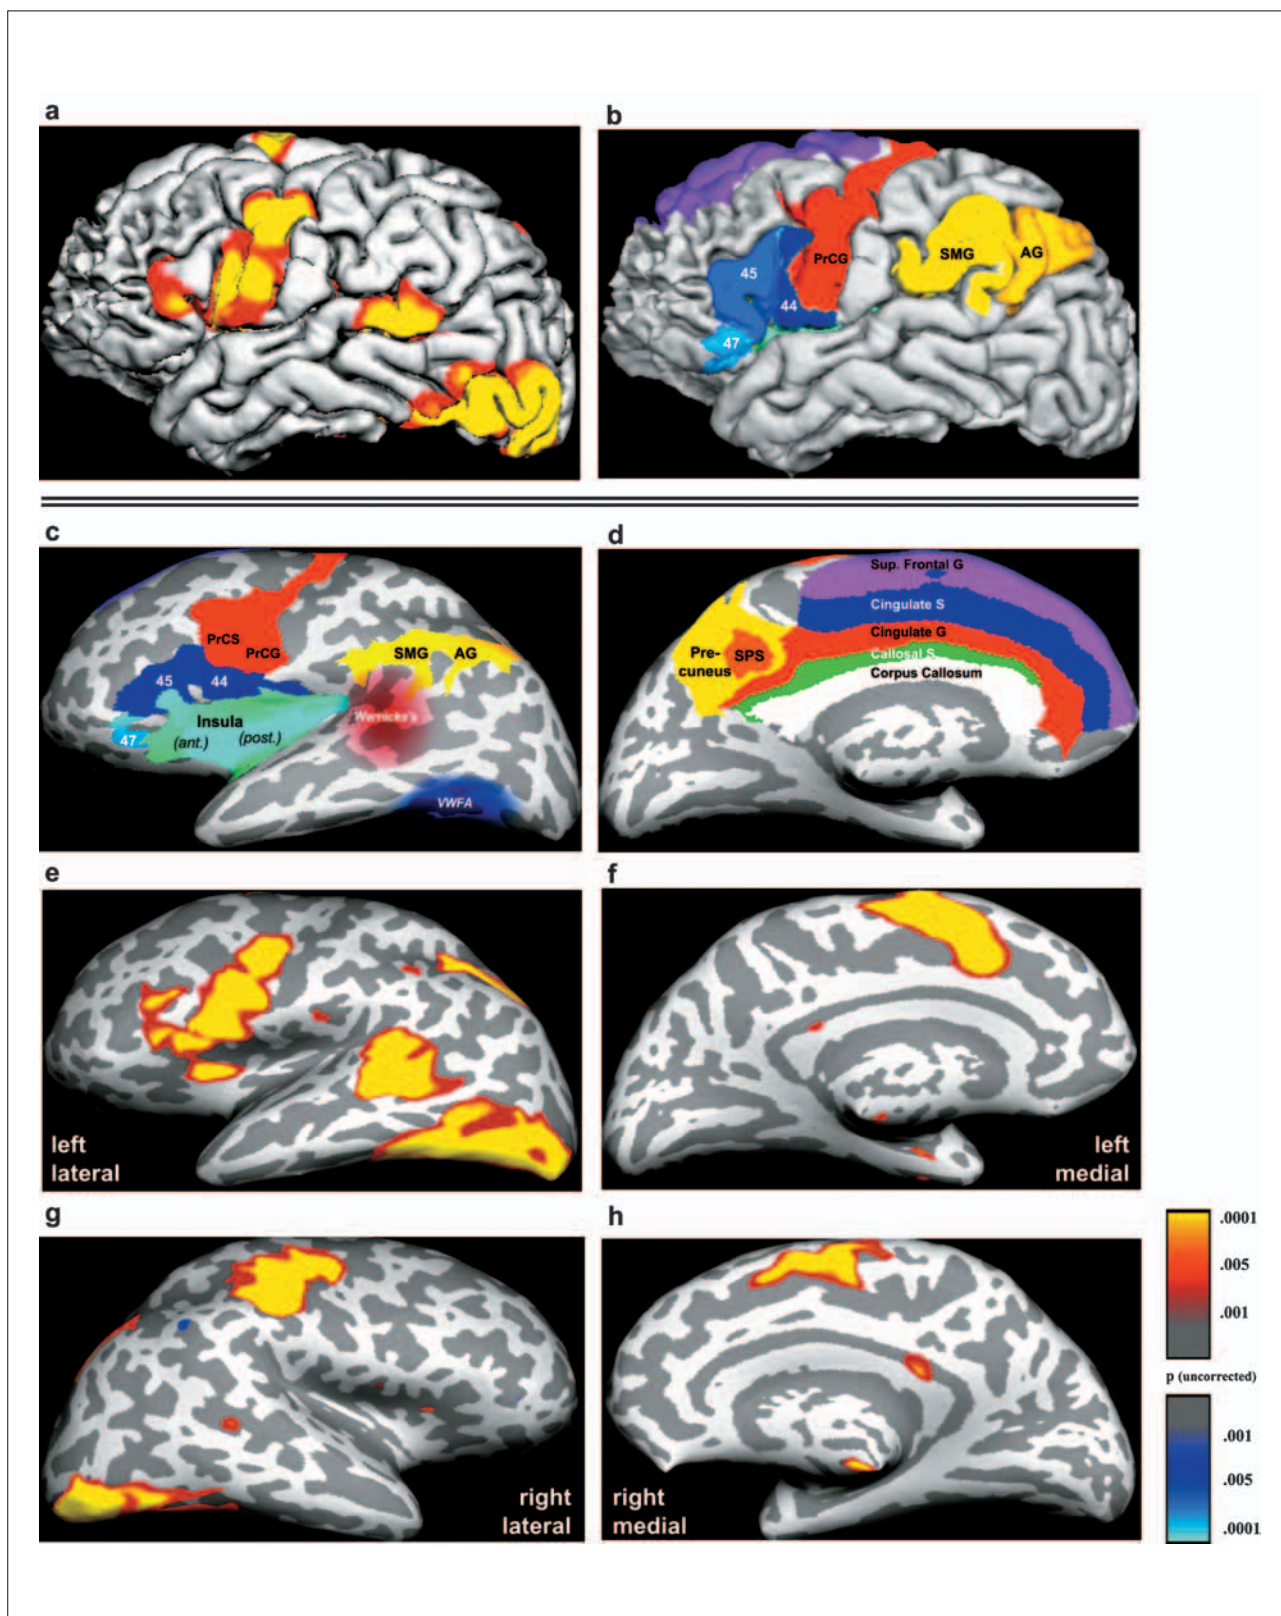 a
b
45
44
47
PrCG
SMG
AG
c
d
PrCS
PrCG
SMG
AG
45
44
47
Insula
(ant.)
(post.)
Wernicke's
VWFA
Sup. Frontal G
Cingulate S
Cingulate G
Callosal S
Corpus Callosum
Pre-
cuneus
SPS
e
f
left
lateral
left
medial
g
h
right
lateral
right
medial
.0001
.005
.001
p (uncorrected)
.001
.005
.0001